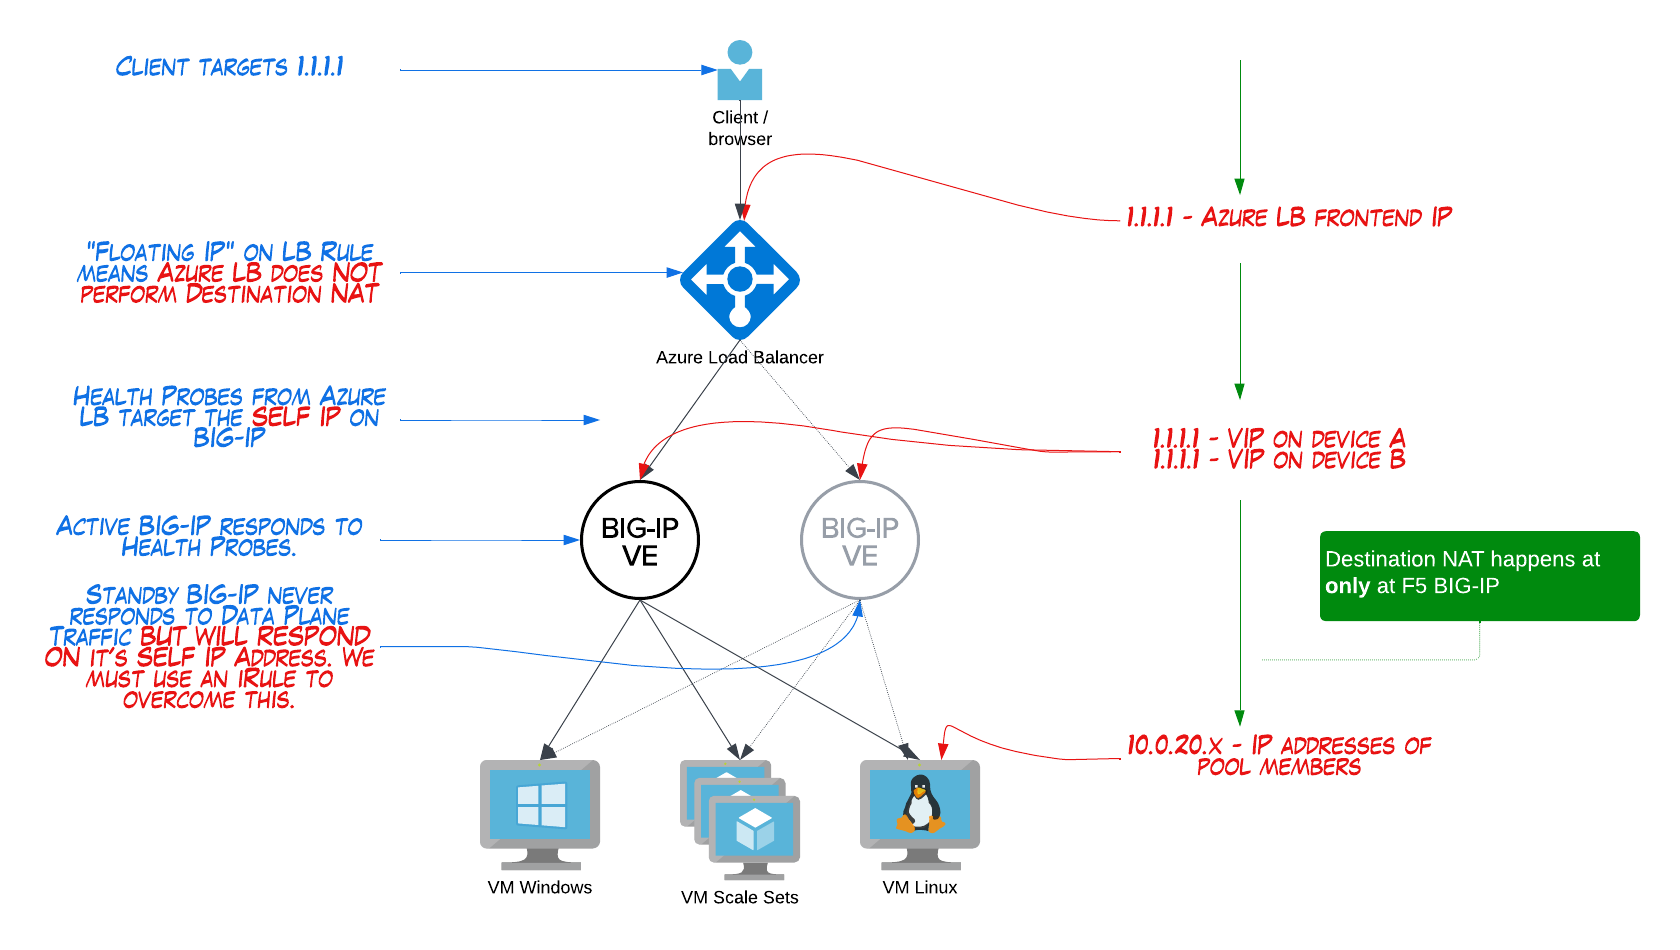 Client targets 1.1.1.1
Client /
browser
1.1.1.1 - Azure LB frontend IP
"Floating IP" on LB Rule
means Azure LB does NOT
perform Destination NAT
Azure Load Balancer
Health Probes from Azure
LB target the SELF IP on
BIG-IP
1.1.1.1 - VIP on device A
1.1.1.1 - VIP on device B
Active BIG-IP responds to
Health Probes.
BIG-IP
VE
BIG-IP
VE
Destination NAT happens at
only at F5 BIG-IP
Standby BIG-IP never
responds to Data Plane
Traffic BUT WILL RESPOND
ON it's SELF IP Address. We
must use an iRule to
overcome this.
10.0.20.x - IP addresses of
pool members
VM Windows
VM Scale Sets
VM Linux